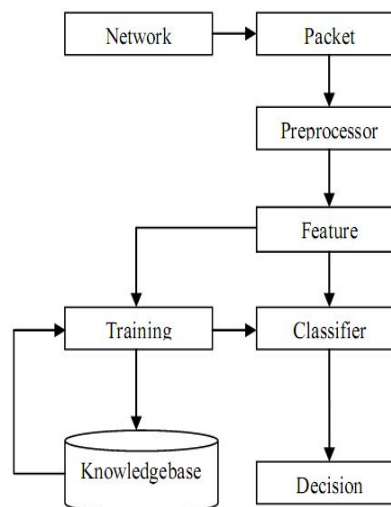 Network
Packet
Preprocessor
Feature
Training
Classifier
Knowledgebase
Decision